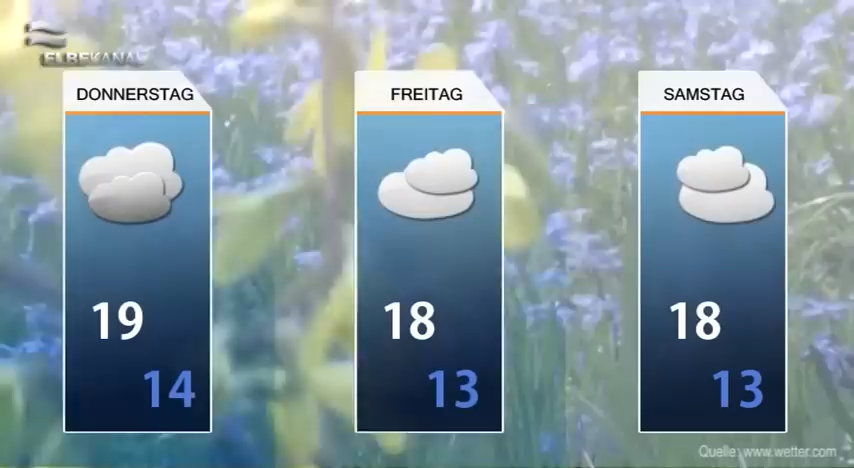 ELBEKANAL
DONNERSTAG
FREITAG
SAMSTAG
19
18
18
14
13
13
Quelle: www.wetter.com